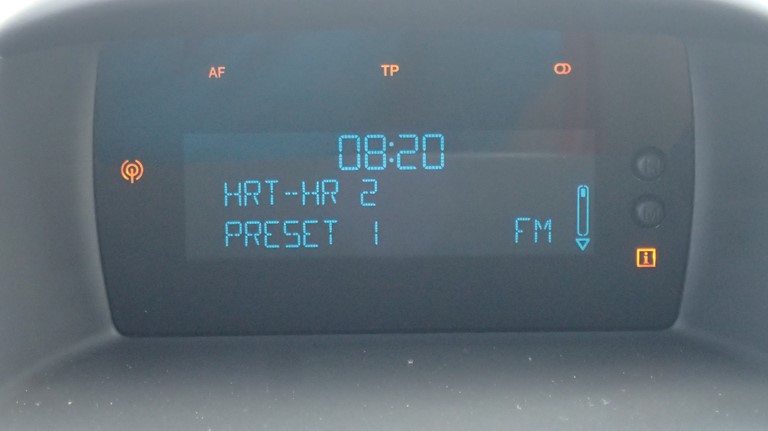 AF TP
08:20
HRT--HR 2
PRESET 1 FM
i